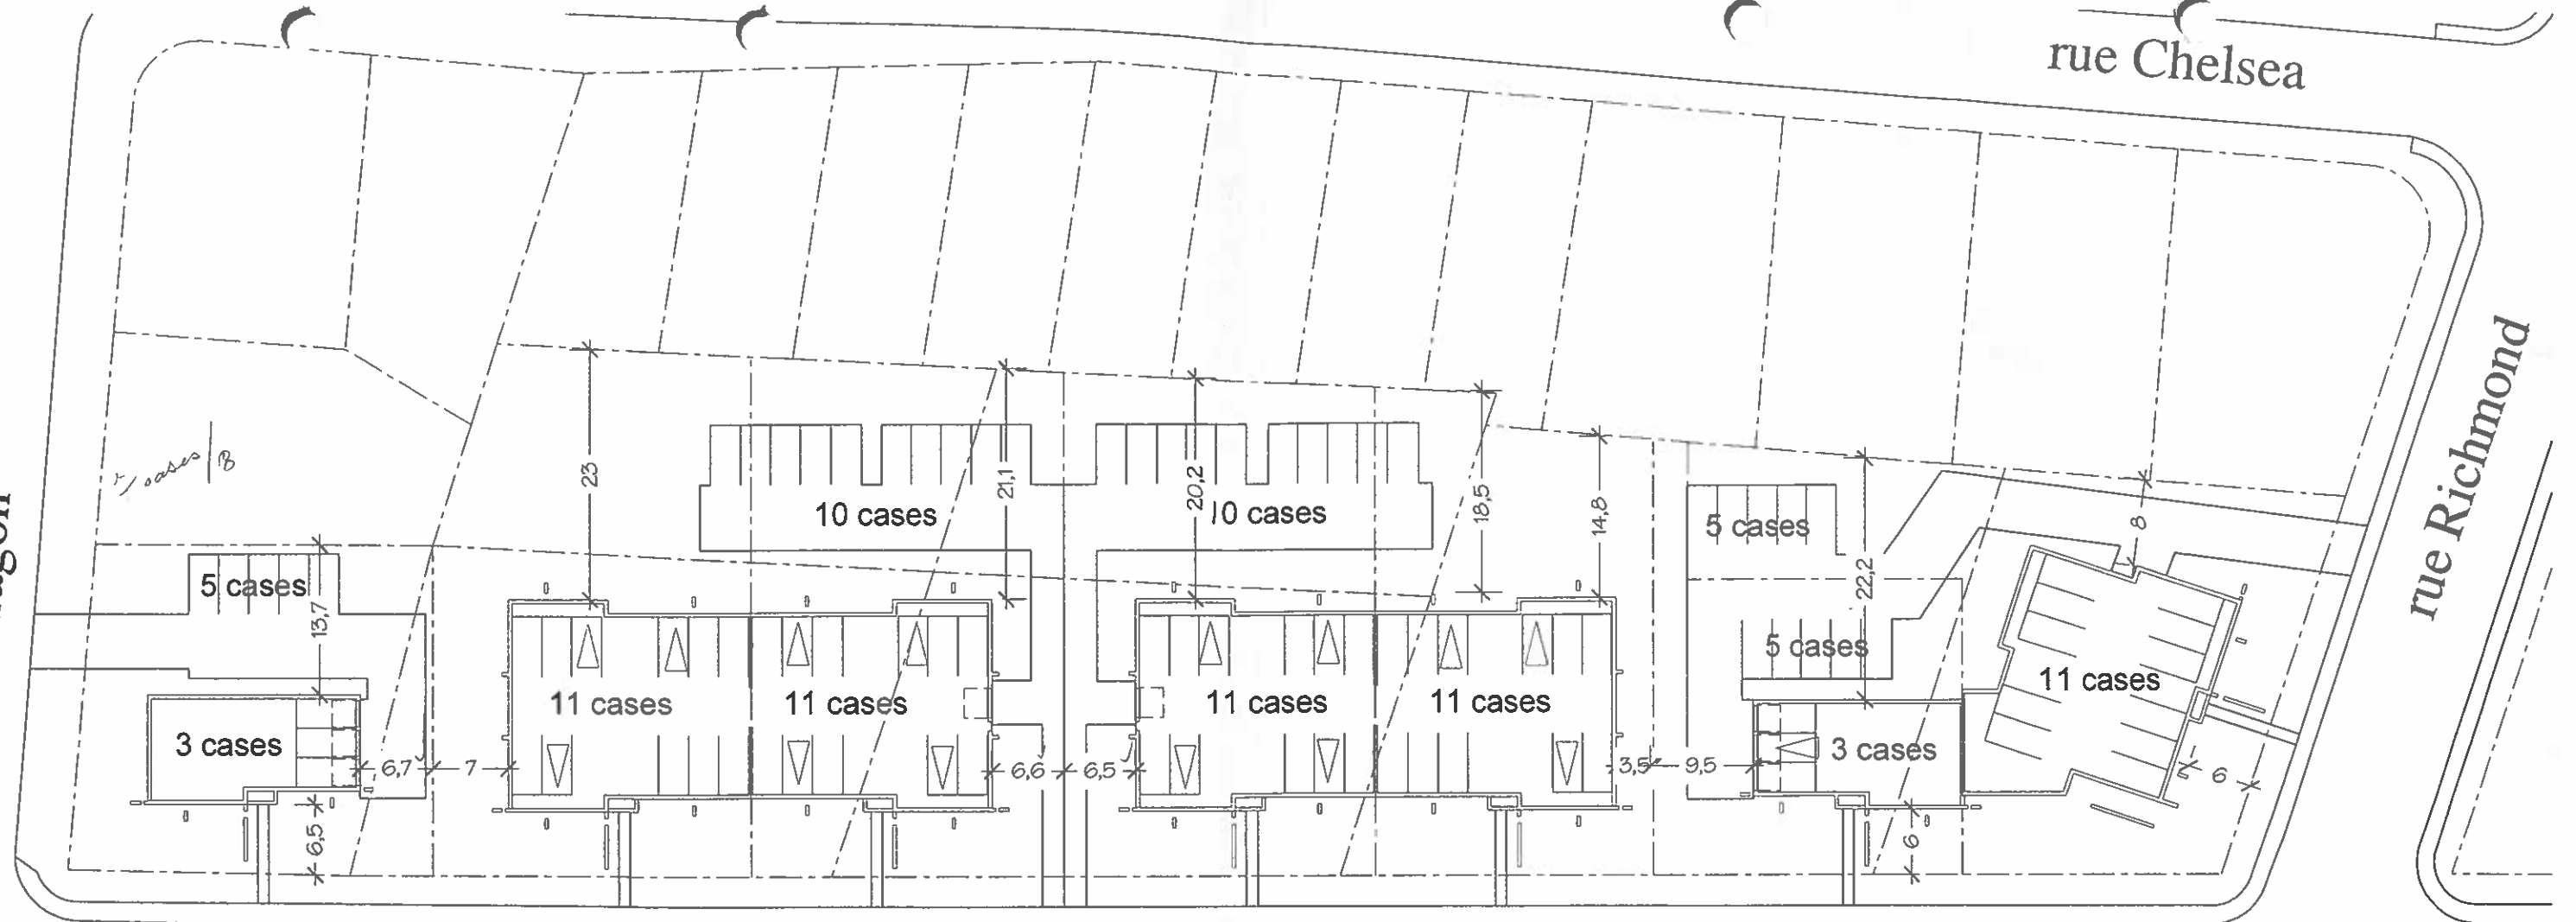 rue Chelsea
rue Richmond
23
21,1
20,2
18,5
14,8
22,2
8
cases 8
10 cases
10 cases
5 cases
5 cases
13,7
5 cases
11 cases
11 cases
11 cases
11 cases
11 cases
3 cases
3 cases
6,7
7
6,6
6,5
3,5
9,5
6
6,5
6